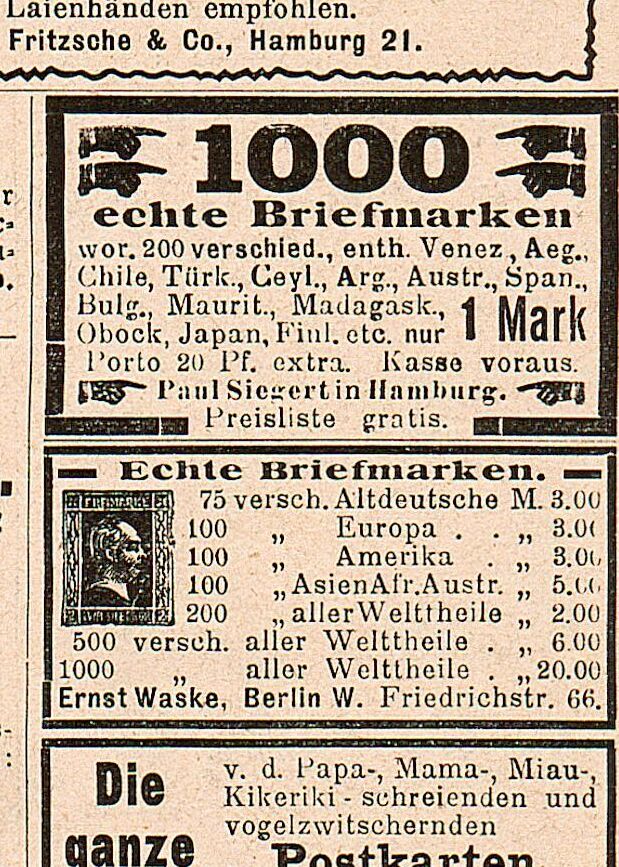 Laienhänden empfohlen.
Fritzsche & Co., Hamburg 21.
1000
echte Briefmarken
wor. 200 verschied., enth. Venez., Aeg.,
Chile, Türk., Ceyl., Arg., Austr., Span.,
Bulg., Maurit., Madagask.,
Obock, Japan, Finl. etc. nur 1 Mark
Porto 20 Pf. extra. Kasse voraus.
Paul Siegert in Hamburg.
Preisliste gratis.
Echte Briefmarken.
75 versch. Altdeutsche M. 3.00
100 „ Europa . . „ 3.00
100 „ Amerika . „ 3.00
100 „ Asien Afr. Austr. „ 5.00
200 „ aller Welttheile „ 2.00
500 versch. aller Welttheile . „ 6.00
1000 „ aller Welttheile . „ 20.00
Ernst Waske, Berlin W. Friedrichstr. 66.
Die
ganze
v. d. Papa-, Mama-, Miau-,
Kikeriki - schreienden und
vogelzwitschernden
Postkarten